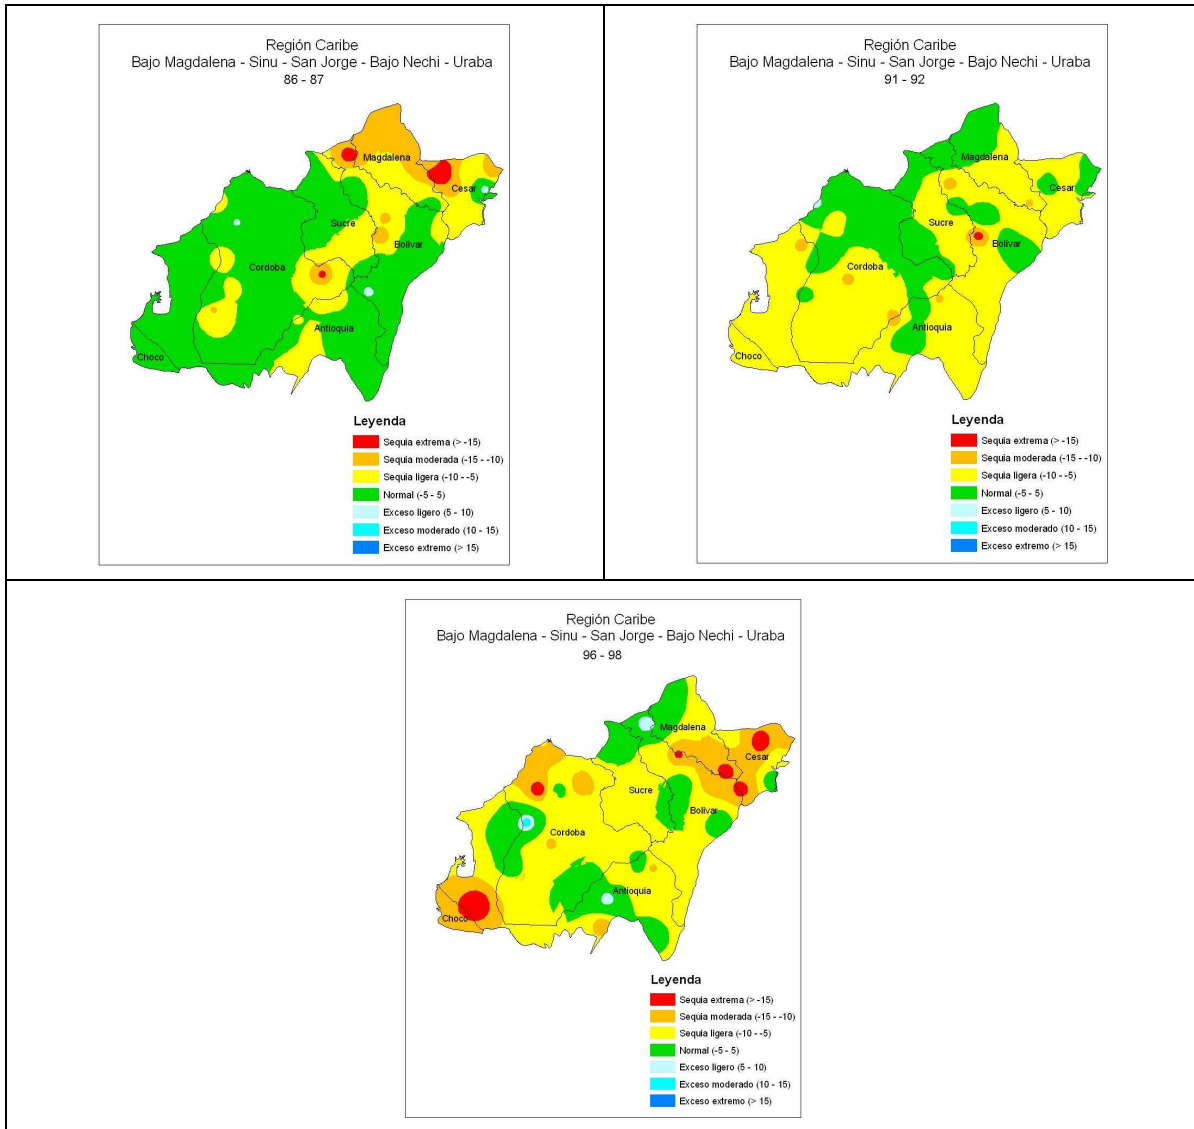 Región Caribe
Bajo Magdalena - Sinu - San Jorge - Bajo Nechi - Uraba
86 - 87
Magdalena
Cesar
Sucre
Bolivar
Cordoba
Antioquia
Choco
Leyenda
Sequia extrema (> -15)
Sequia moderada (-15 - -10)
Sequia ligera (-10 - -5)
Normal (-5 - 5)
Exceso ligero (5 - 10)
Exceso moderado (10 - 15)
Exceso extremo (> 15)
Región Caribe
Bajo Magdalena - Sinu - San Jorge - Bajo Nechi - Uraba
91 - 92
Magdalena
Cesar
Sucre
Bolivar
Cordoba
Antioquia
Choco
Leyenda
Sequia extrema (> -15)
Sequia moderada (-15 - -10)
Sequia ligera (-10 - -5)
Normal (-5 - 5)
Exceso ligero (5 - 10)
Exceso moderado (10 - 15)
Exceso extremo (> 15)
Región Caribe
Bajo Magdalena - Sinu - San Jorge - Bajo Nechi - Uraba
96 - 98
Magdalena
Cesar
Sucre
Bolivar
Cordoba
Antioquia
Choco
Leyenda
Sequia extrema (> -15)
Sequia moderada (-15 - -10)
Sequia ligera (-10 - -5)
Normal (-5 - 5)
Exceso ligero (5 - 10)
Exceso moderado (10 - 15)
Exceso extremo (> 15)